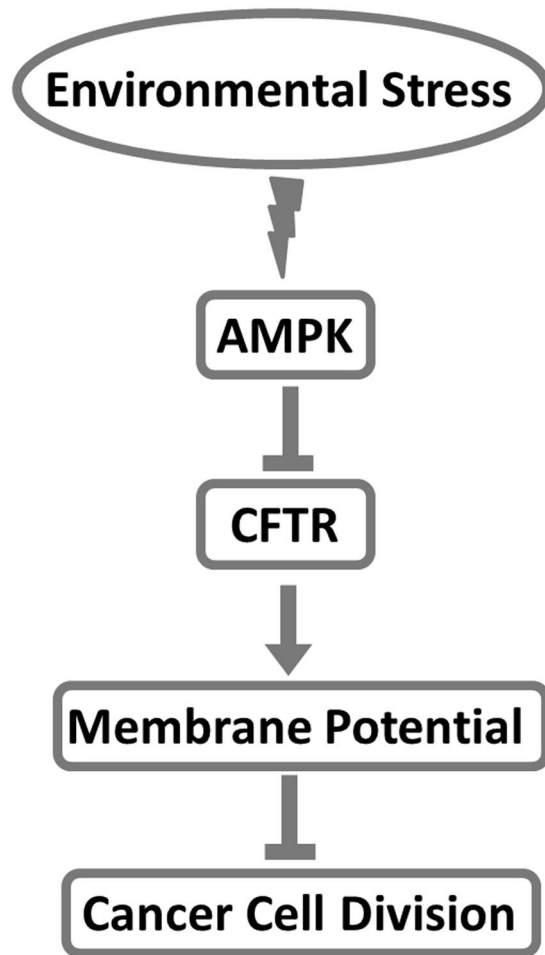 Environmental Stress
AMPK
CFTR
Membrane Potential
Cancer Cell Division